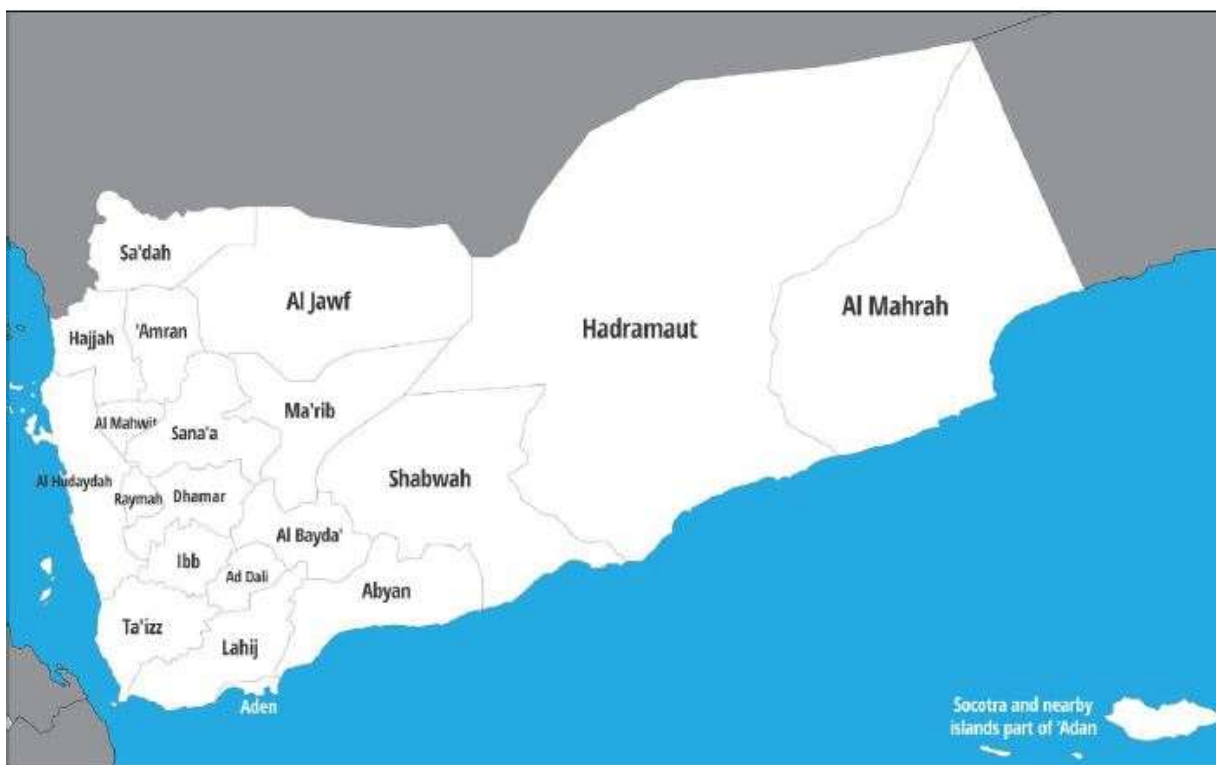 Sa'dah
Al Jawf
Hajjah
'Amran
Hadramaut
Al Mahrah
Al Mahwit
Sana'a
Ma'rib
Al Hudaydah
Raymah
Dhamar
Shabwah
Al Bayda'
Ibb
Ad Dali
Abyan
Ta'izz
Lahij
Aden
Socotra and nearby
islands part of 'Adan